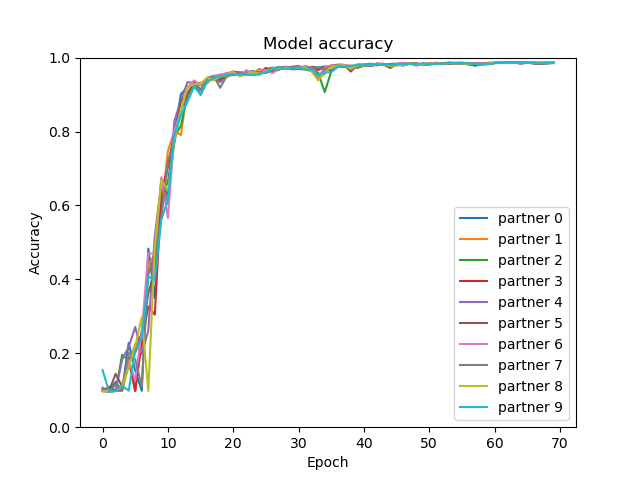 Model accuracy
1.0
0.8
0.6
0.4
0.2
0.0
Accuracy
0 10 20 30 40 50 60 70
Epoch
partner 0
partner 1
partner 2
partner 3
partner 4
partner 5
partner 6
partner 7
partner 8
partner 9